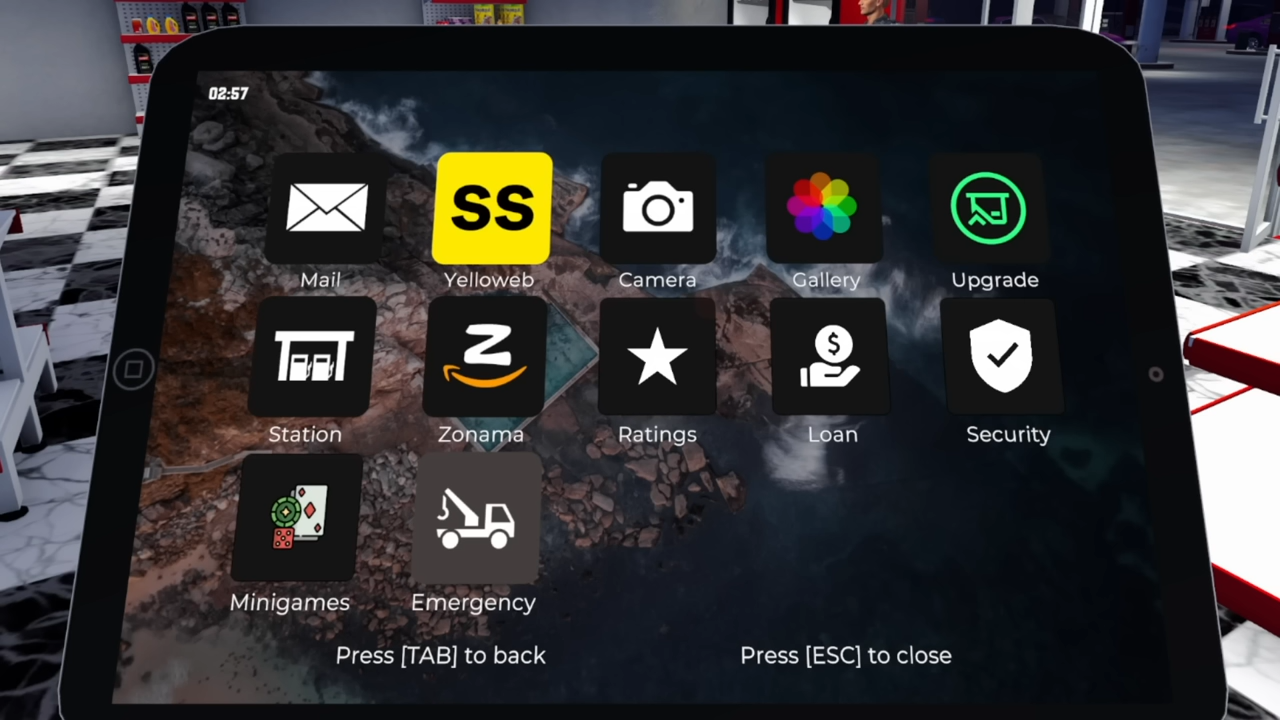 02:57
SS
Mail
Yelloweb
Camera
Gallery
Upgrade
Station
Zonama
Ratings
Loan
Security
Minigames
Emergency
Press [TAB] to back
Press [ESC] to close